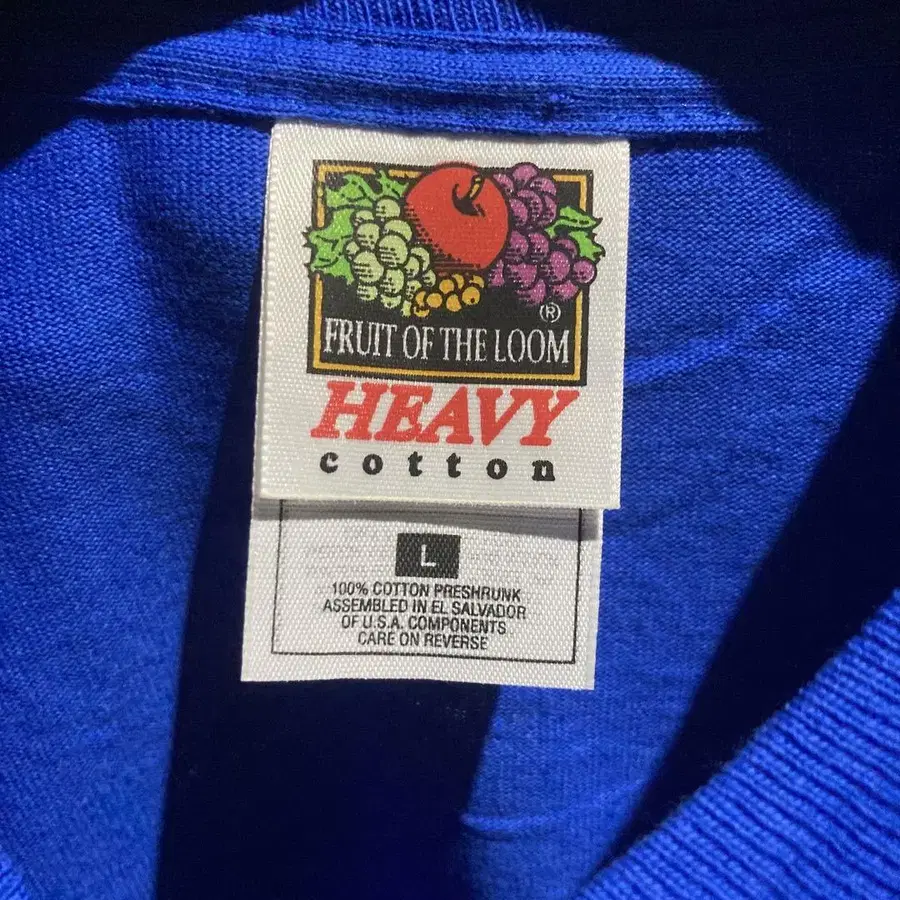 ®
FRUIT OF THE LOOM
HEAVY
cotton
L
100% COTTON PRESHRUNK
ASSEMBLED IN EL SALVADOR
OF U.S.A. COMPONENTS
CARE ON REVERSE